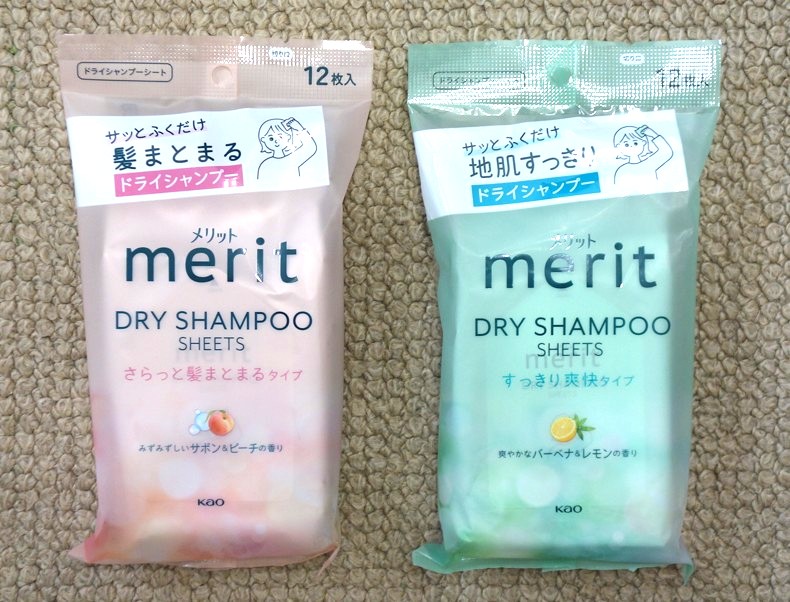 切り口
ドライシャンプーシート
12枚入
サッとふくだけ
髪まとまる
ドライシャンプー
メリット
merit
DRY SHAMPOO
SHEETS
さらっと髪まとまるタイプ
みずみずしいサボン&ピーチの香り
Kao
切り口
ドライシャンプーシート
12枚入
サッとふくだけ
地肌すっきり
ドライシャンプー
メリット
merit
DRY SHAMPOO
SHEETS
merit
すっきり爽快タイプ
爽やかなバーベナ&レモンの香り
Kao